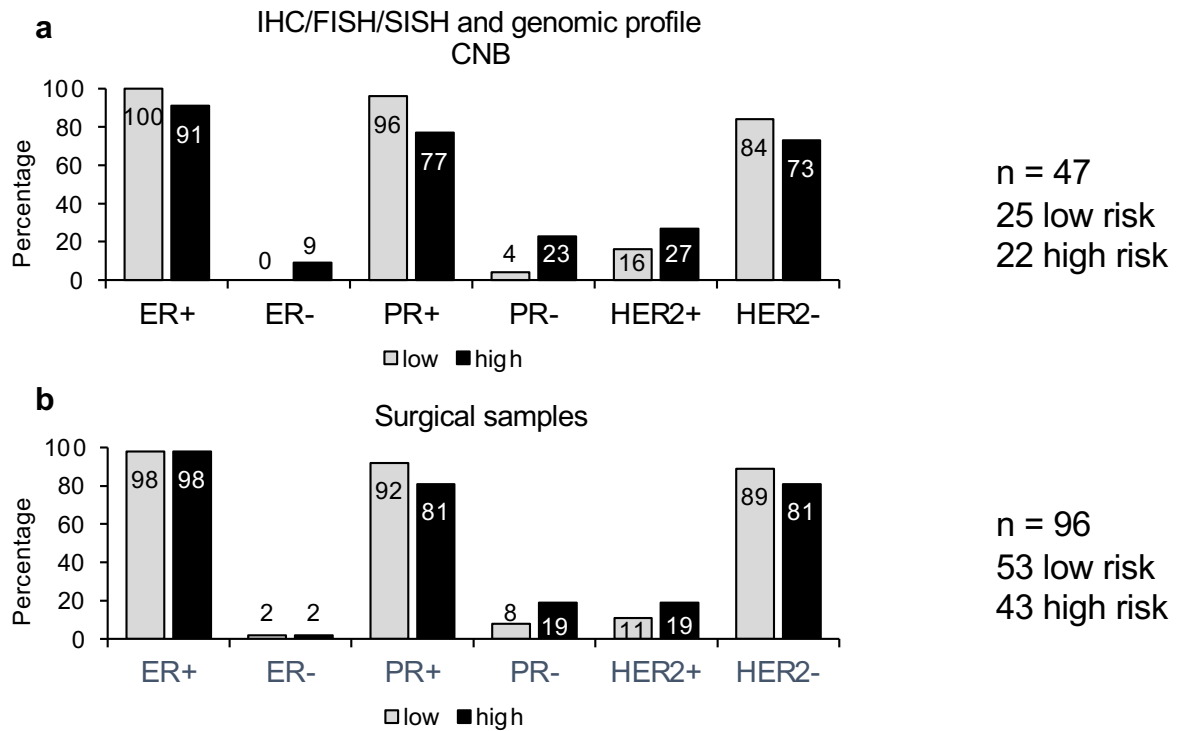 a
IHC/FISH/SISH and genomic profile
CNB
Percentage
100
80
60
40
20
0
100 91 0 9 96 77 4 23 16 27 84 73
ER+ ER- PR+ PR- HER2+ HER2-
low high
n = 47
25 low risk
22 high risk
b
Surgical samples
Percentage
100
80
60
40
20
0
98 98 2 2 92 81 8 19 11 19 89 81
ER+ ER- PR+ PR- HER2+ HER2-
low high
n = 96
53 low risk
43 high risk